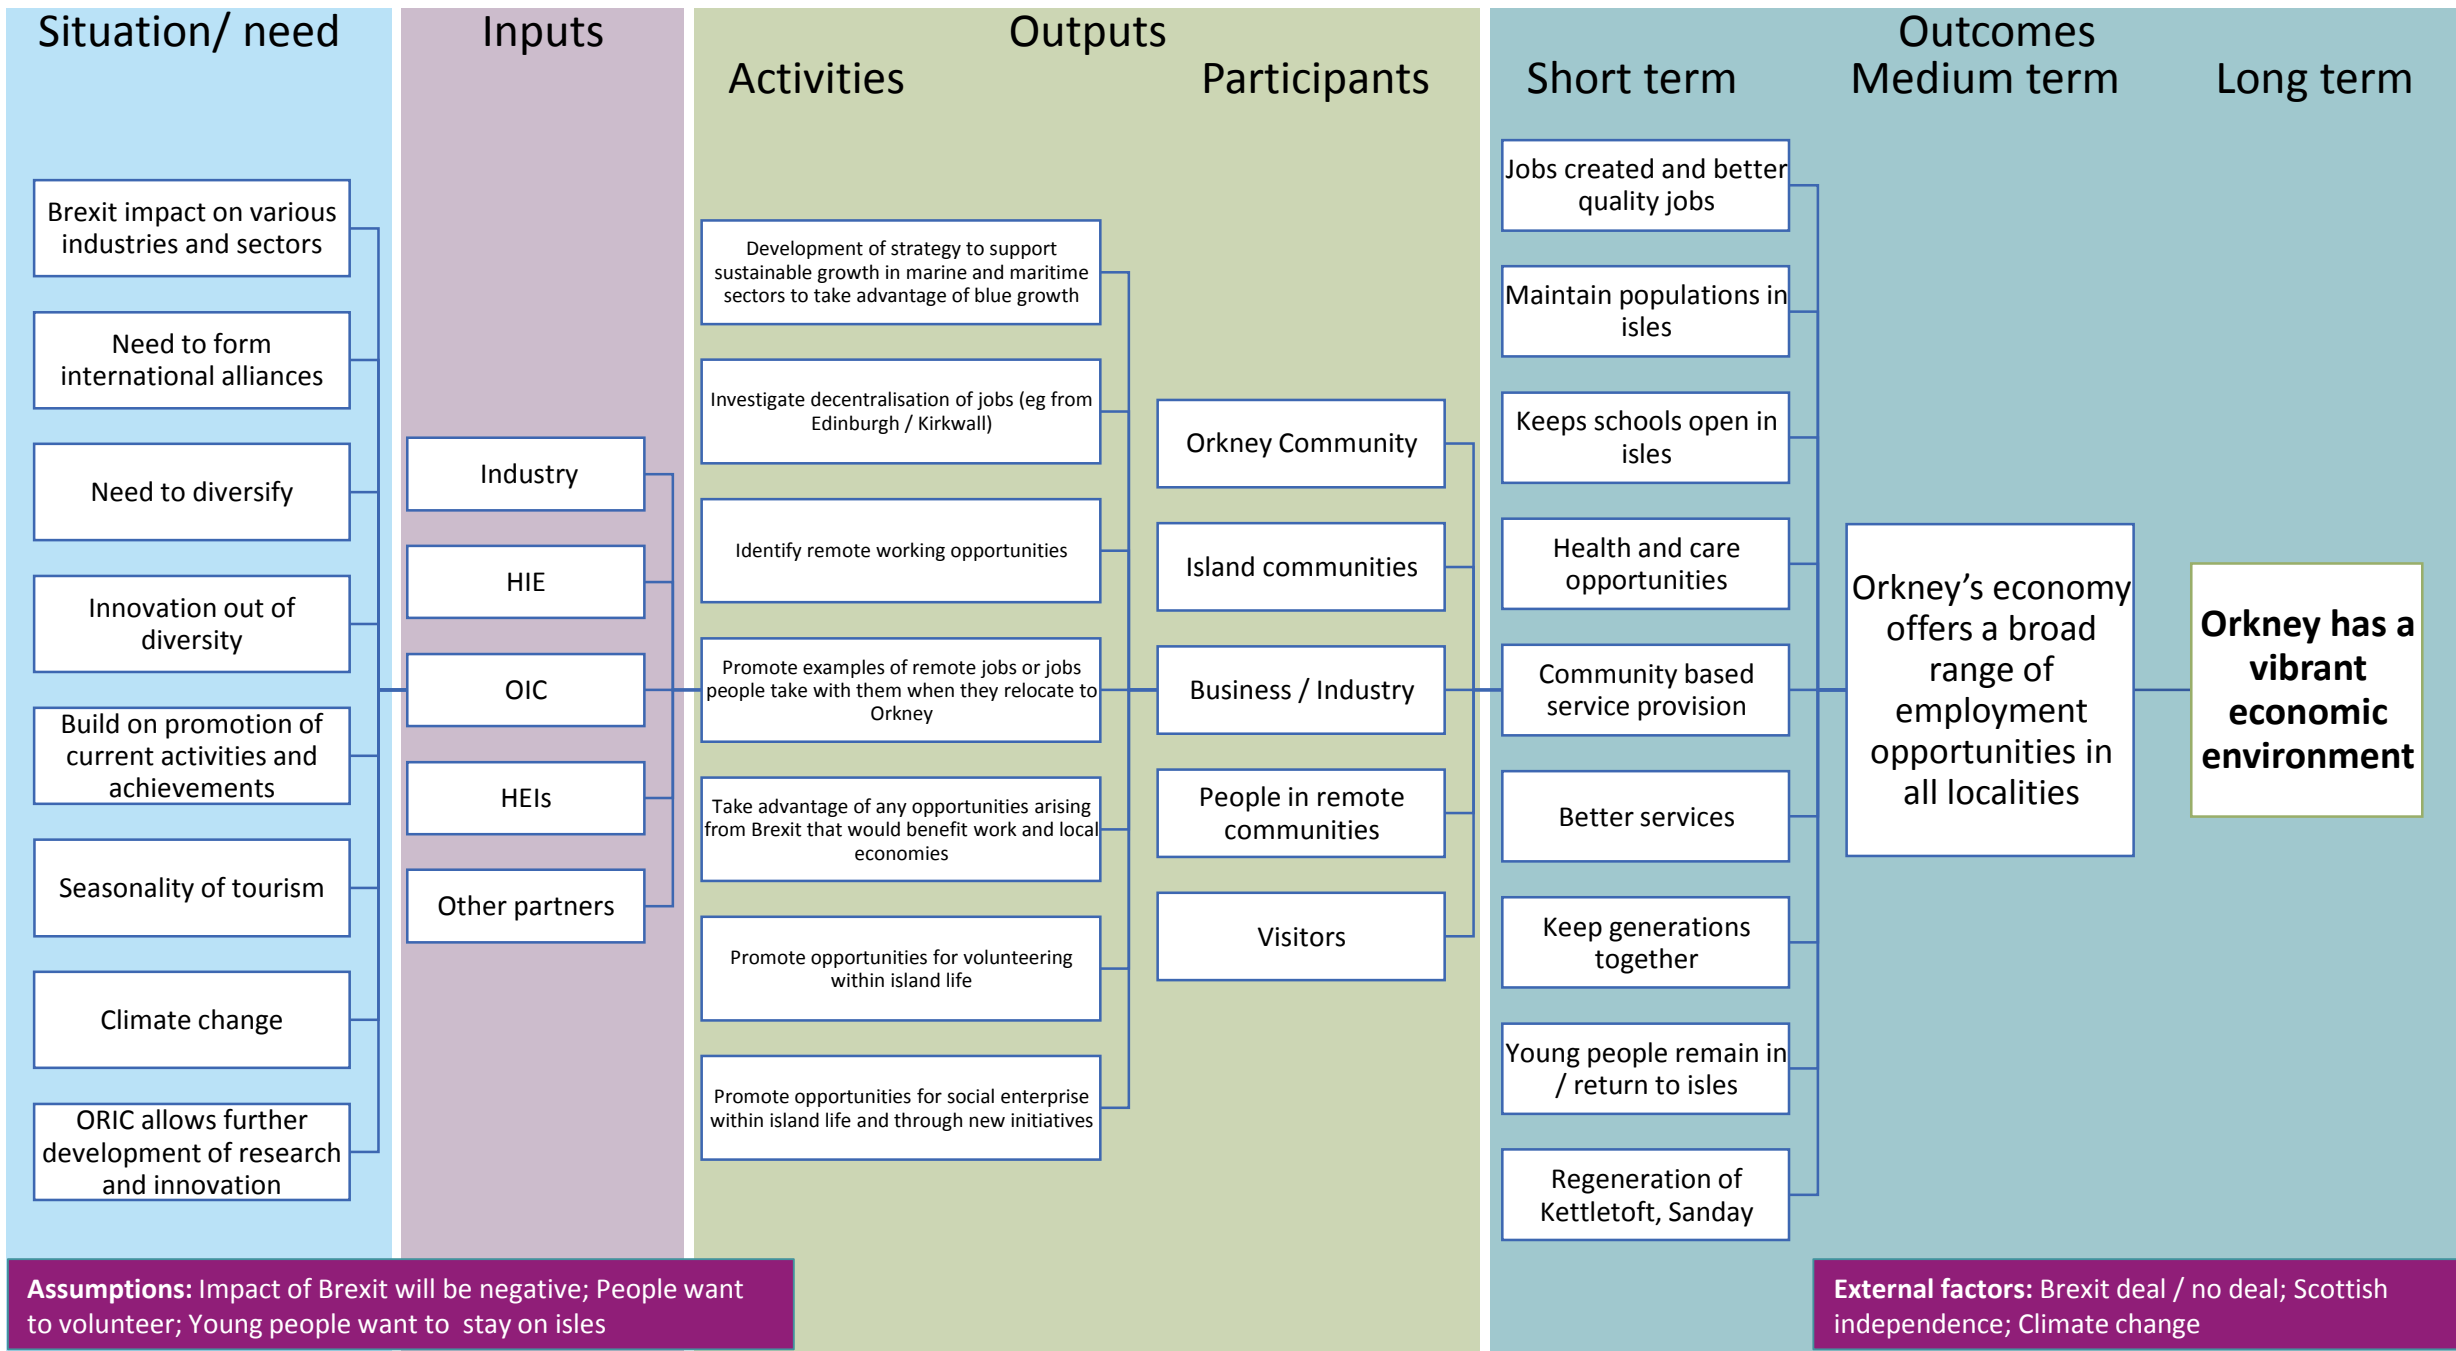 Situation/ need
Inputs
Outputs
Activities
Participants
Outcomes
Short term
Medium term
Long term
Brexit impact on various
industries and sectors
Need to form
international alliances
Need to diversify
Innovation out of
diversity
Build on promotion of
current activities and
achievements
Seasonality of tourism
Climate change
ORIC allows further
development of research
and innovation
Industry
HIE
OIC
HEIs
Other partners
Development of strategy to support
sustainable growth in marine and maritime
sectors to take advantage of blue growth
Investigate decentralisation of jobs (eg from
Edinburgh / Kirkwall)
Identify remote working opportunities
Promote examples of remote jobs or jobs
people take with them when they relocate to
Orkney
Take advantage of any opportunities arising
from Brexit that would benefit work and local
economies
Promote opportunities for volunteering
within island life
Promote opportunities for social enterprise
within island life and through new initiatives
Orkney Community
Island communities
Business / Industry
People in remote
communities
Visitors
Jobs created and better
quality jobs
Maintain populations in
isles
Keeps schools open in
isles
Health and care
opportunities
Community based
service provision
Better services
Keep generations
together
Young people remain in
/ return to isles
Regeneration of
Kettletoft, Sanday
Orkney’s economy
offers a broad
range of
employment
opportunities in
all localities
Orkney has a
vibrant
economic
environment
Assumptions: Impact of Brexit will be negative; People want
to volunteer; Young people want to  stay on isles
External factors: Brexit deal / no deal; Scottish
independence; Climate change